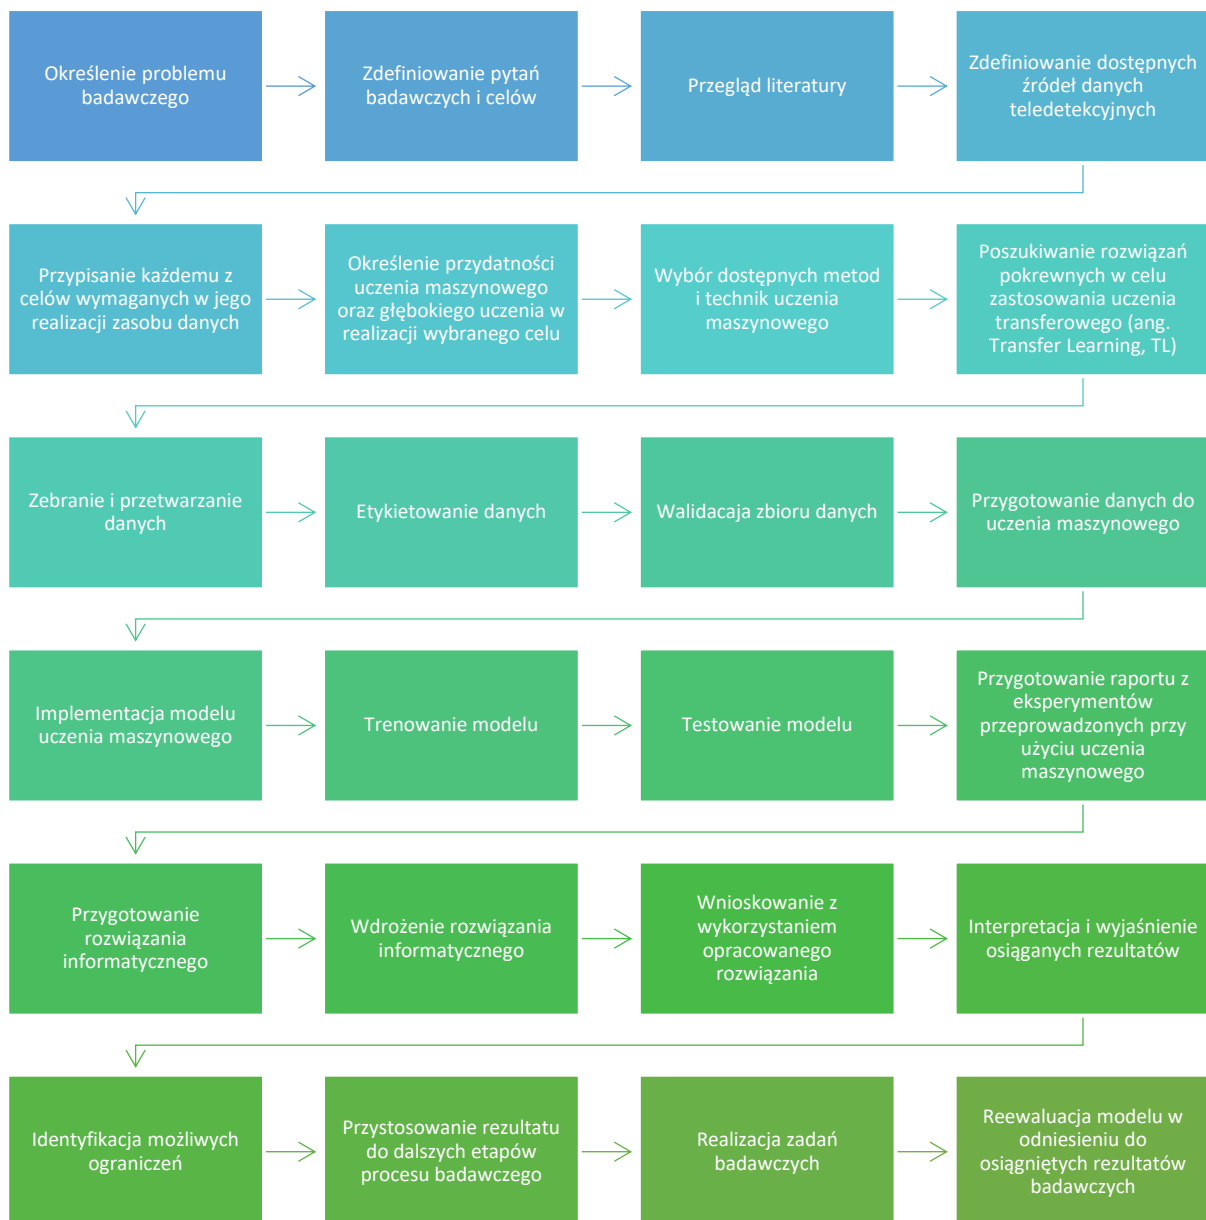 Określenie problemu
badawczego
Zdefiniowanie pytań
badawczych i celów
Przegląd literatury
Zdefiniowanie dostępnych
źródeł danych
teledetekcyjnych
Przypisanie każdemu z
celów wymaganych w jego
realizacji zasobu danych
Określenie przydatności
uczenia maszynowego
oraz głębokiego uczenia w
realizacji wybranego celu
Wybór dostępnych metod
i technik uczenia
maszynowego
Poszukiwanie rozwiązań
pokrewnych w celu
zastosowania uczenia
transferowego (ang.
Transfer Learning, TL)
Zebranie i przetwarzanie
danych
Etykietowanie danych
Walidacaja zbioru danych
Przygotowanie danych do
uczenia maszynowego
Implementacja modelu
uczenia maszynowego
Trenowanie modelu
Testowanie modelu
Przygotowanie raportu z
eksperymentów
przeprowadzonych przy
użyciu uczenia
maszynowego
Przygotowanie
rozwiązania
informatycznego
Wdrożenie rozwiązania
informatycznego
Wnioskowanie z
wykorzystaniem
opracowanego
rozwiązania
Interpretacja i wyjaśnienie
osiąganych rezultatów
Identyfikacja możliwych
ograniczeń
Przystosowanie rezultatu
do dalszych etapów
procesu badawczego
Realizacja zadań
badawczych
Reewaluacja modelu w
odniesieniu do
osiągniętych rezultatów
badawczych